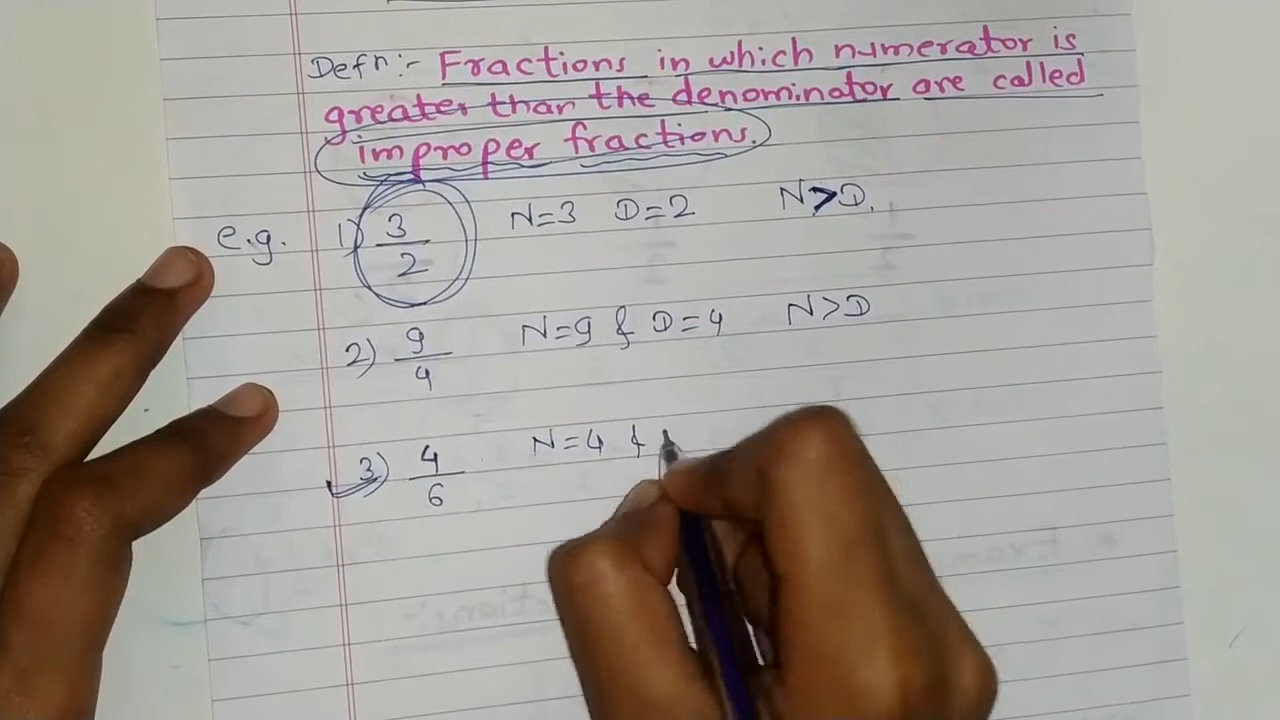 Defn:- Fractions in which numerator is
greater than the denominator are called
improper fractions.
e.g. 1) 3/2 N=3 D=2 N>D.
2) 9/4 N=9 & D=4 N>D
3) 4/6 N=4 &